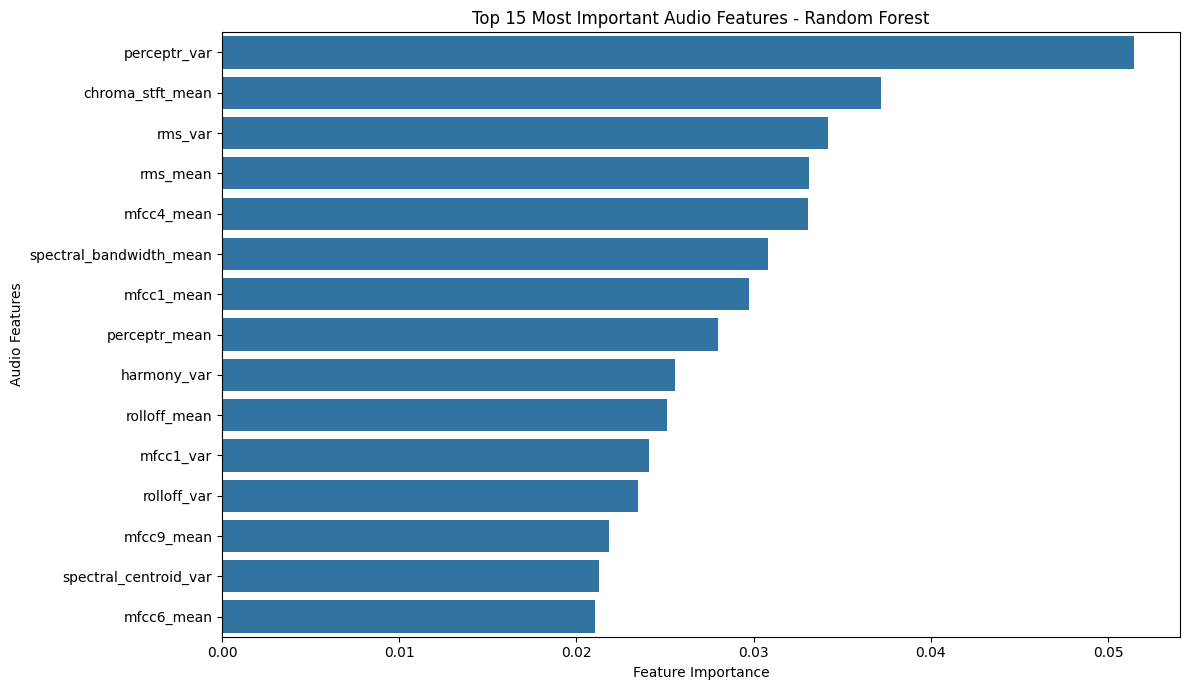 Top 15 Most Important Audio Features - Random Forest
Audio Features
perceptr_var
chroma_stft_mean
rms_var
rms_mean
mfcc4_mean
spectral_bandwidth_mean
mfcc1_mean
perceptr_mean
harmony_var
rolloff_mean
mfcc1_var
rolloff_var
mfcc9_mean
spectral_centroid_var
mfcc6_mean
0.00 0.01 0.02 0.03 0.04 0.05
Feature Importance